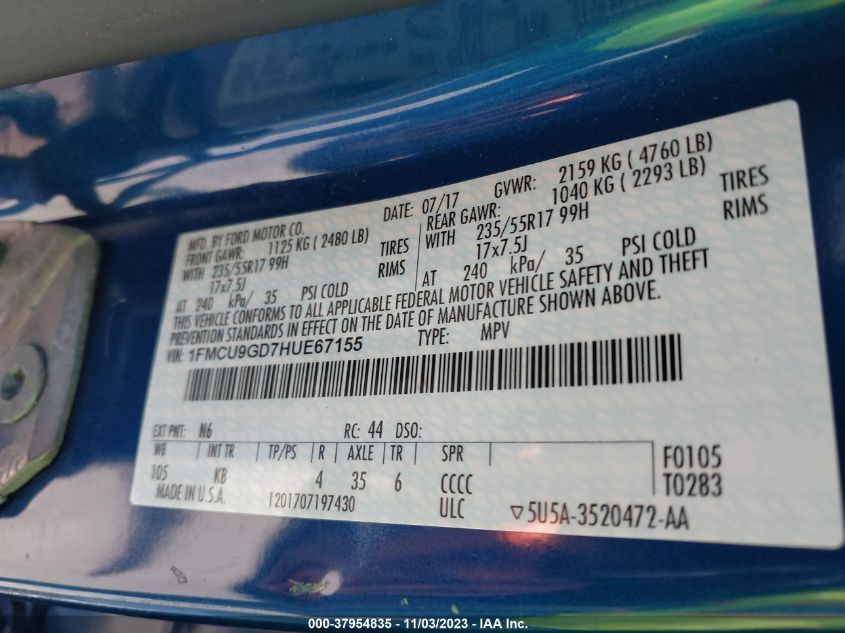 MFD. BY FORD MOTOR CO.
DATE: 07/17 GVWR: 2159 KG ( 4760 LB)
FRONT GAWR: 1125 KG ( 2480 LB) REAR GAWR: 1040 KG ( 2293 LB)
WITH 235/55R17 99H TIRES WITH 235/55R17 99H TIRES
17x7.5J RIMS 17x7.5J RIMS
AT 240 kPa/ 35 PSI COLD AT 240 kPa/ 35 PSI COLD
THIS VEHICLE CONFORMS TO ALL APPLICABLE FEDERAL MOTOR VEHICLE SAFETY AND THEFT
PREVENTION STANDARDS IN EFFECT ON THE DATE OF MANUFACTURE SHOWN ABOVE.
VIN: 1FMCU9GD7HUE67155 TYPE: MPV
EXT PNT: N6 RC: 44 DSO:
WB INT TR TP/PS R AXLE TR SPR F0105
105 KB 4 35 6 CCCC T0283
MADE IN U.S.A. 1201707197430 ULC ▽5U5A-3520472-AA
000-37954835 - 11/03/2023 - IAA Inc.